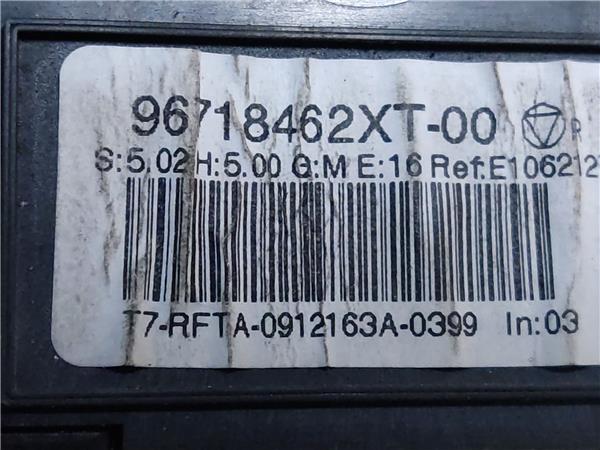 96718462XT-00 R
S:5.02 H:5.00 G:M E:16 Ref:E106212
T7-RFTA-0912163A-0399 In:03